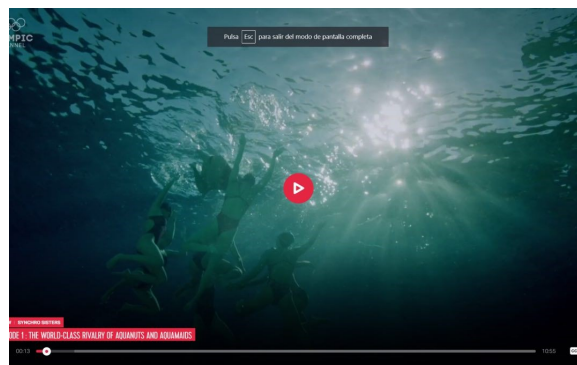 MPIC
NNEL
Pulsa Esc para salir del modo de pantalla completa
SYNCHRO SISTERS
ODE 1 : THE WORLD-CLASS RIVALRY OF AQUANUTS AND AQUAMAIDS
00:13
10:55